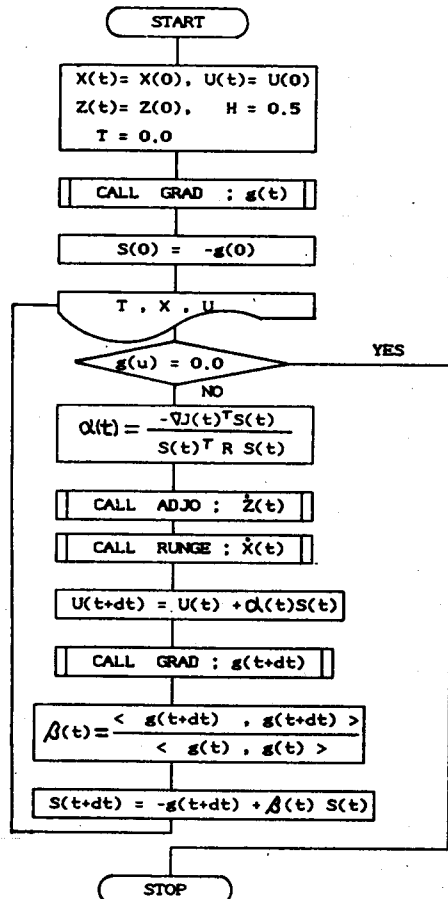 START
X(t)= X(0), U(t)= U(0)
Z(t)= Z(0), H = 0.5
T = 0.0
CALL GRAD ; g(t)
S(0) = -g(0)
T , X , U
g(u) = 0.0
YES
NO
α(t)= -∇J(t)ᵀS(t)
S(t)ᵀ R S(t)
CALL ADJO ; Ż(t)
CALL RUNGE ; Ẋ(t)
U(t+dt) = U(t) +α(t)S(t)
CALL GRAD ; g(t+dt)
β(t)= < g(t+dt) , g(t+dt) >
< g(t) , g(t) >
S(t+dt) = -g(t+dt) + β(t) S(t)
STOP